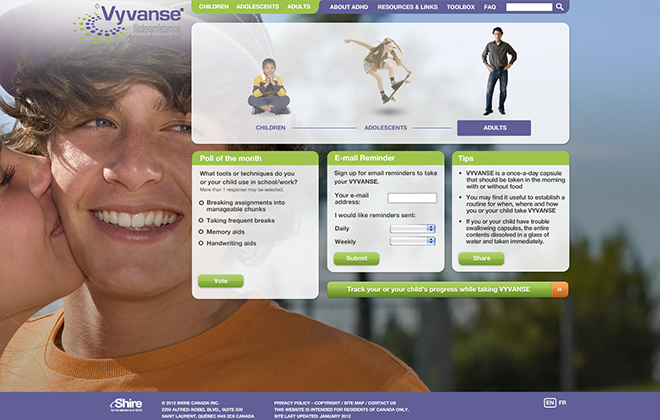 Vyvanse®
CHILDREN ADOLESCENTS ADULTS ABOUT ADHD RESOURCES & LINKS TOOLBOX FAQ
CHILDREN ADOLESCENTS ADULTS
Poll of the month
What tools or techniques do you
or your child use in school/work?
More than 1 response may be selected.
Breaking assignments into
manageable chunks
Taking frequent breaks
Memory aids
Handwriting aids
Vote
E-mail Reminder
Sign up for email reminders to take
your VYVANSE.
Your e-mail
address:
I would like reminders sent:
Daily
Weekly
Submit
Tips
• VYVANSE is a once-a-day capsule
that should be taken in the morning
with or without food
• You may find it useful to establish a
routine for when, where and how
you or your child take VYVANSE
• If you or your child have trouble
swallowing capsules, the entire
contents dissolved in a glass of
water and taken immediately.
Share
Track your or your child's progress while taking VYVANSE »
Shire
© 2012 SHIRE CANADA INC.
2250 ALFRED-NOBEL BLVD., SUITE 500
SAINT LAURENT, QUÉBEC H4S 2C9 CANADA
PRIVACY POLICY - COPYRIGHT / SITE MAP / CONTACT US
THIS WEBSITE IS INTENDED FOR RESIDENTS OF CANADA ONLY.
SITE LAST UPDATED: JANUARY 2012
EN FR